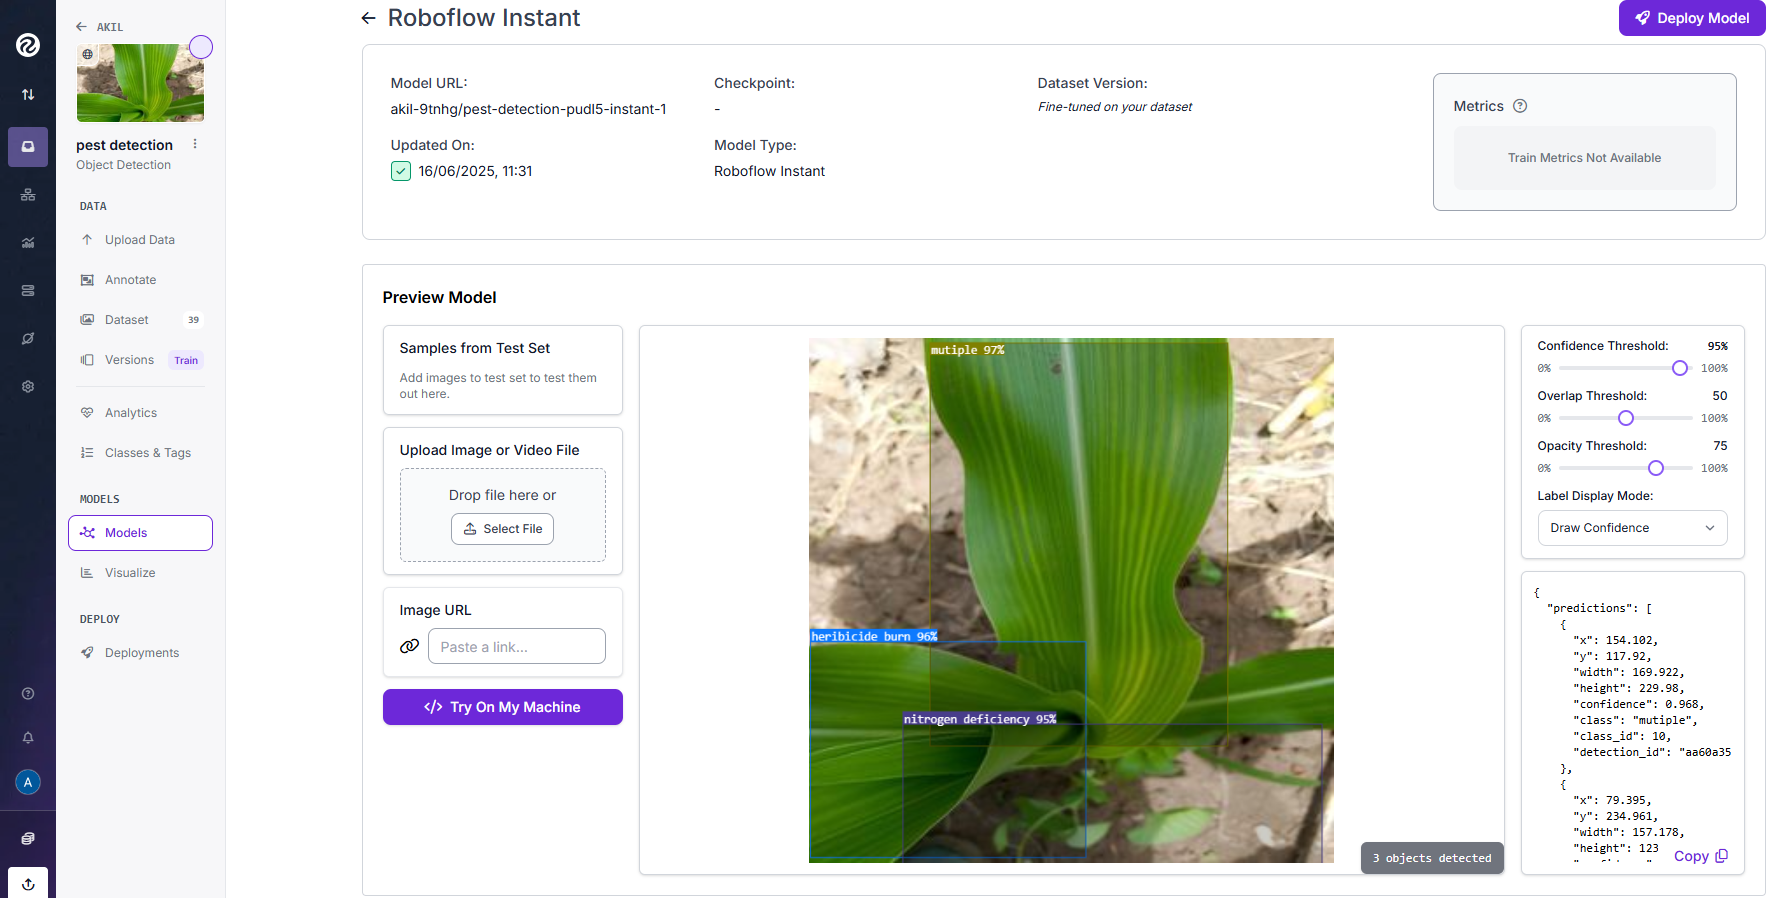 AKIL
pest detection
Object Detection
DATA
Upload Data
Annotate
Dataset 39
Versions Train
Analytics
Classes & Tags
MODELS
Models
Visualize
DEPLOY
Deployments
A
Roboflow Instant
Deploy Model
Model URL:
akil-9tnhg/pest-detection-pudl5-instant-1
Checkpoint:
-
Dataset Version:
Fine-tuned on your dataset
Updated On:
16/06/2025, 11:31
Model Type:
Roboflow Instant
Metrics ?
Train Metrics Not Available
Preview Model
Samples from Test Set
Add images to test set to test them
out here.
Upload Image or Video File
Drop file here or
Select File
Image URL
Paste a link...
</> Try On My Machine
mutiple 97%
heribicide burn 96%
nitrogen deficiency 95%
3 objects detected
Confidence Threshold: 95%
0% 100%
Overlap Threshold: 50
0% 100%
Opacity Threshold: 75
0% 100%
Label Display Mode:
Draw Confidence
{
"predictions": [
{
"x": 154.102,
"y": 117.92,
"width": 169.922,
"height": 229.98,
"confidence": 0.968,
"class": "mutiple",
"class_id": 10,
"detection_id": "aa60a35
},
{
"x": 79.395,
"y": 234.961,
"width": 157.178,
"height": 123
Copy